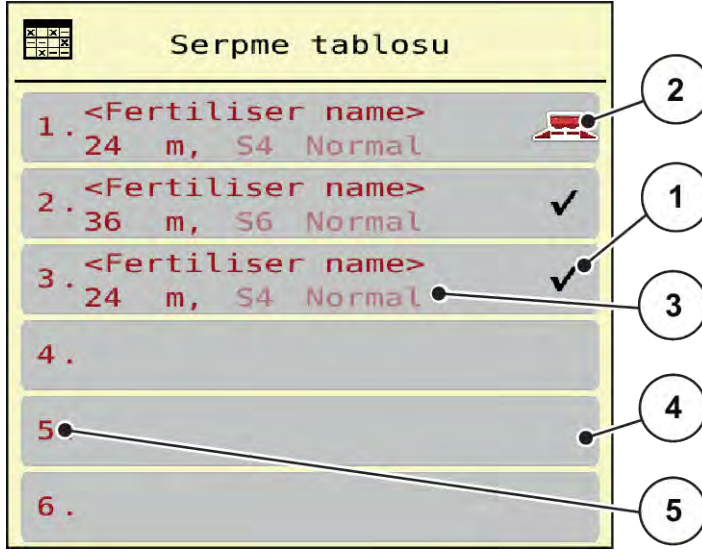 Serpme tablosu
1. <Fertiliser name>
24 m, S4 Normal
2. <Fertiliser name>
36 m, S6 Normal
3. <Fertiliser name>
24 m, S4 Normal
4.
5
6.
2
1
3
4
5